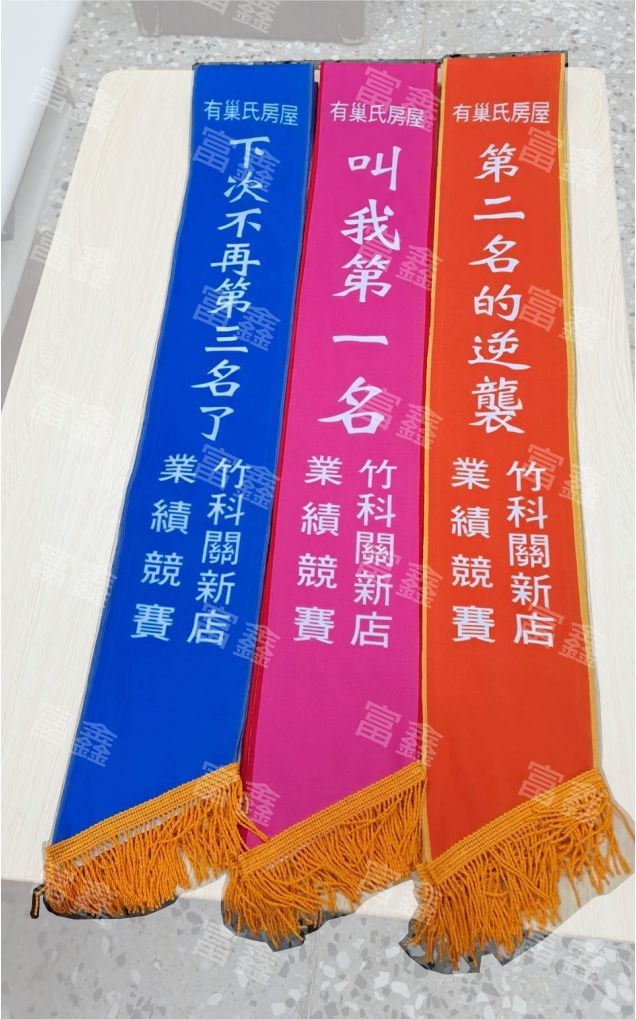 有巢氏房屋
下次不再第三名了
竹科關新店
業績競賽
有巢氏房屋
叫我第一名
竹科關新店
業績競賽
有巢氏房屋
第二名的逆襲
竹科關新店
業績競賽
富鑫